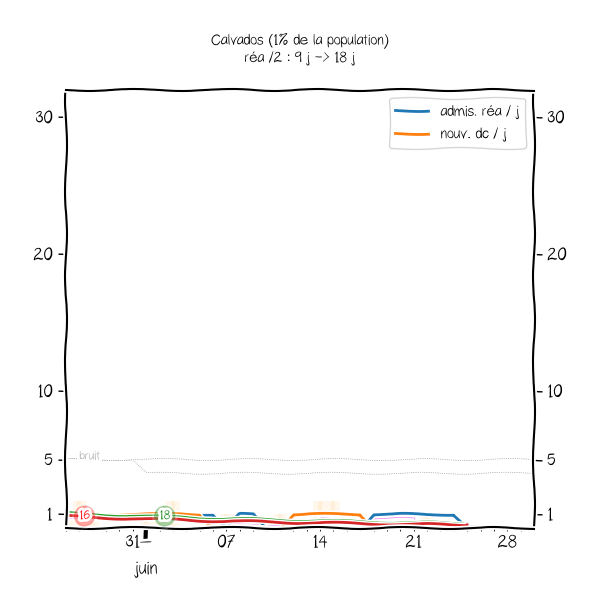 Calvados (1% de la population)
réa /2 : 9 j -> 18 j
admis. réa / j
nouv. dc / j
30
30
20
20
10
10
5
bruit
5
1
16
18
1
31
07
14
21
28
juin